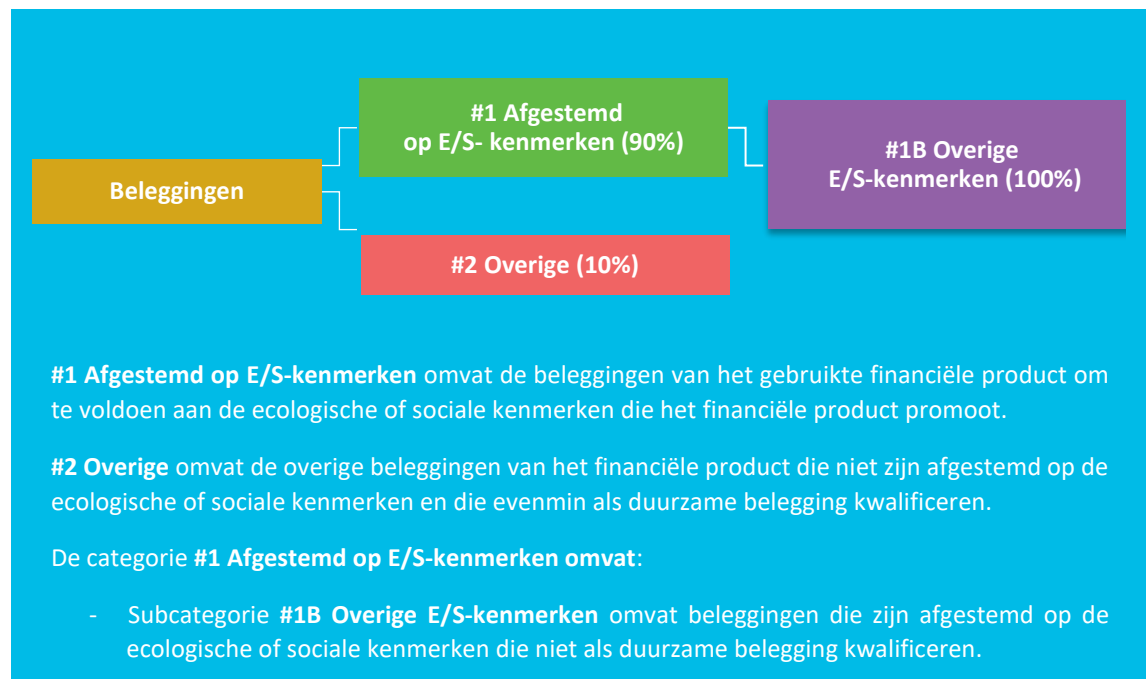 #1 Afgestemd
op E/S- kenmerken (90%)
#1B Overige
E/S-kenmerken (100%)
Beleggingen
#2 Overige (10%)
#1 Afgestemd op E/S-kenmerken omvat de beleggingen van het gebruikte financiële product om
te voldoen aan de ecologische of sociale kenmerken die het financiële product promoot.
#2 Overige omvat de overige beleggingen van het financiële product die niet zijn afgestemd op de
ecologische of sociale kenmerken en die evenmin als duurzame belegging kwalificeren.
De categorie #1 Afgestemd op E/S-kenmerken omvat:
- Subcategorie #1B Overige E/S-kenmerken omvat beleggingen die zijn afgestemd op de
ecologische of sociale kenmerken die niet als duurzame belegging kwalificeren.